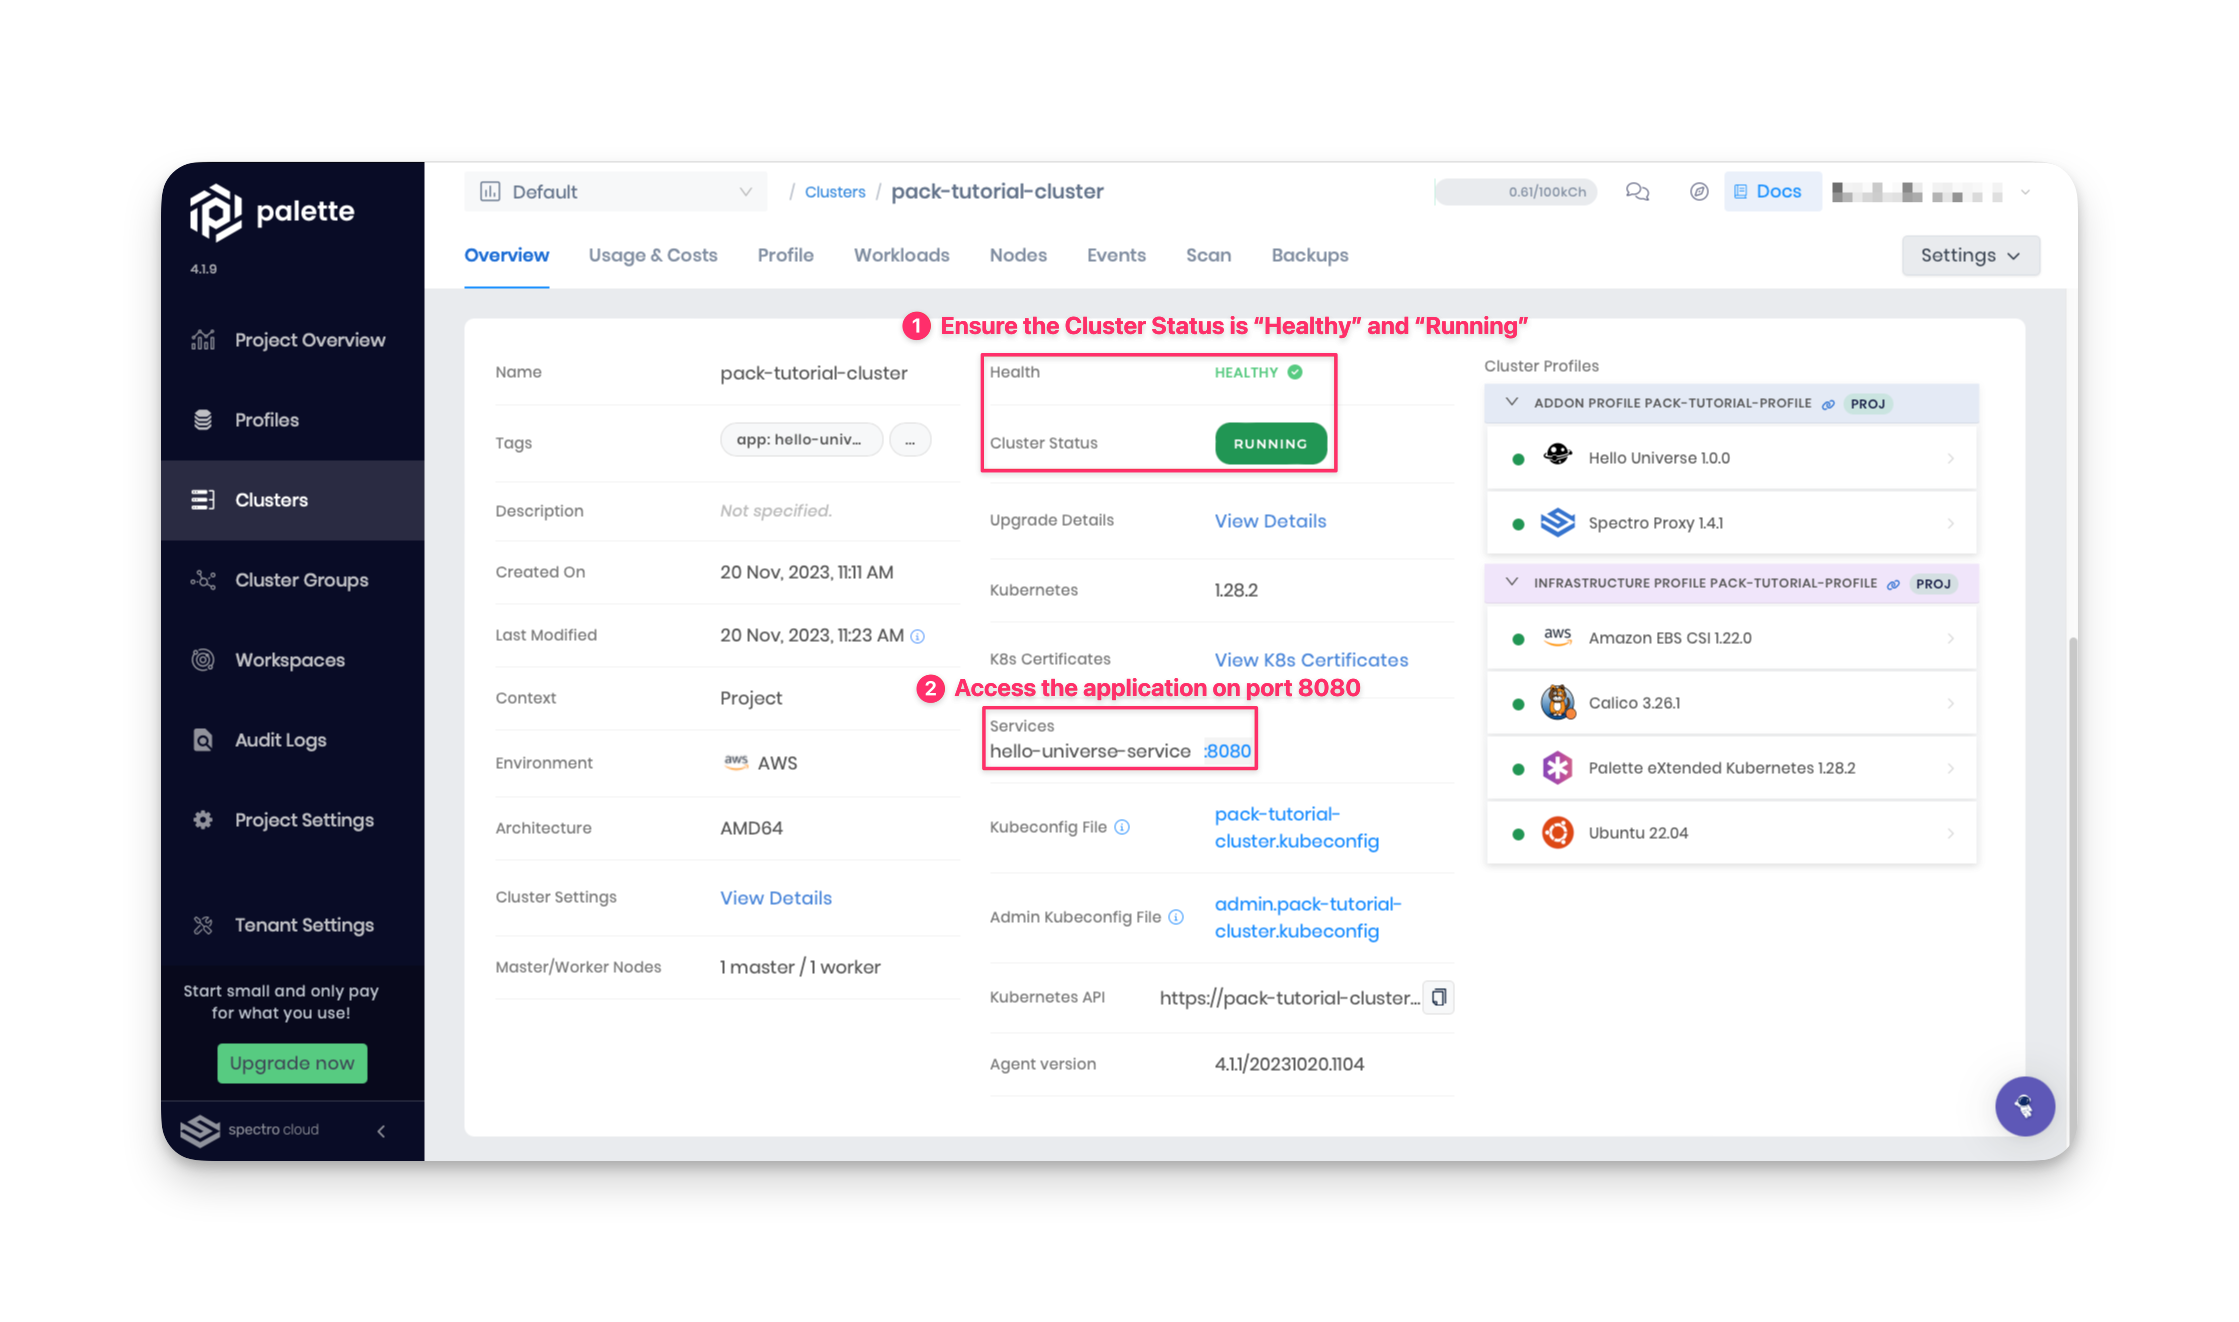 palette
4.1.9
Project Overview
Profiles
Clusters
Cluster Groups
Workspaces
Audit Logs
Project Settings
Tenant Settings
Start small and only pay
for what you use!
Upgrade now
spectro cloud
Default
/ Clusters / pack-tutorial-cluster
0.61/100kCh
Docs
Overview
Usage & Costs
Profile
Workloads
Nodes
Events
Scan
Backups
Settings
1 Ensure the Cluster Status is “Healthy” and “Running”
Name pack-tutorial-cluster
Tags app: hello-univ... ...
Description Not specified.
Created On 20 Nov, 2023, 11:11 AM
Last Modified 20 Nov, 2023, 11:23 AM
Context Project
Environment aws AWS
Architecture AMD64
Cluster Settings View Details
Master/Worker Nodes 1 master / 1 worker
Health HEALTHY
Cluster Status RUNNING
Upgrade Details View Details
Kubernetes 1.28.2
K8s Certificates View K8s Certificates
2 Access the application on port 8080
Services
hello-universe-service :8080
Kubeconfig File pack-tutorial-
cluster.kubeconfig
Admin Kubeconfig File admin.pack-tutorial-
cluster.kubeconfig
Kubernetes API https://pack-tutorial-cluster...
Agent version 4.1.1/20231020.1104
Cluster Profiles
ADDON PROFILE PACK-TUTORIAL-PROFILE PROJ
Hello Universe 1.0.0
Spectro Proxy 1.4.1
INFRASTRUCTURE PROFILE PACK-TUTORIAL-PROFILE PROJ
aws Amazon EBS CSI 1.22.0
Calico 3.26.1
Palette eXtended Kubernetes 1.28.2
Ubuntu 22.04